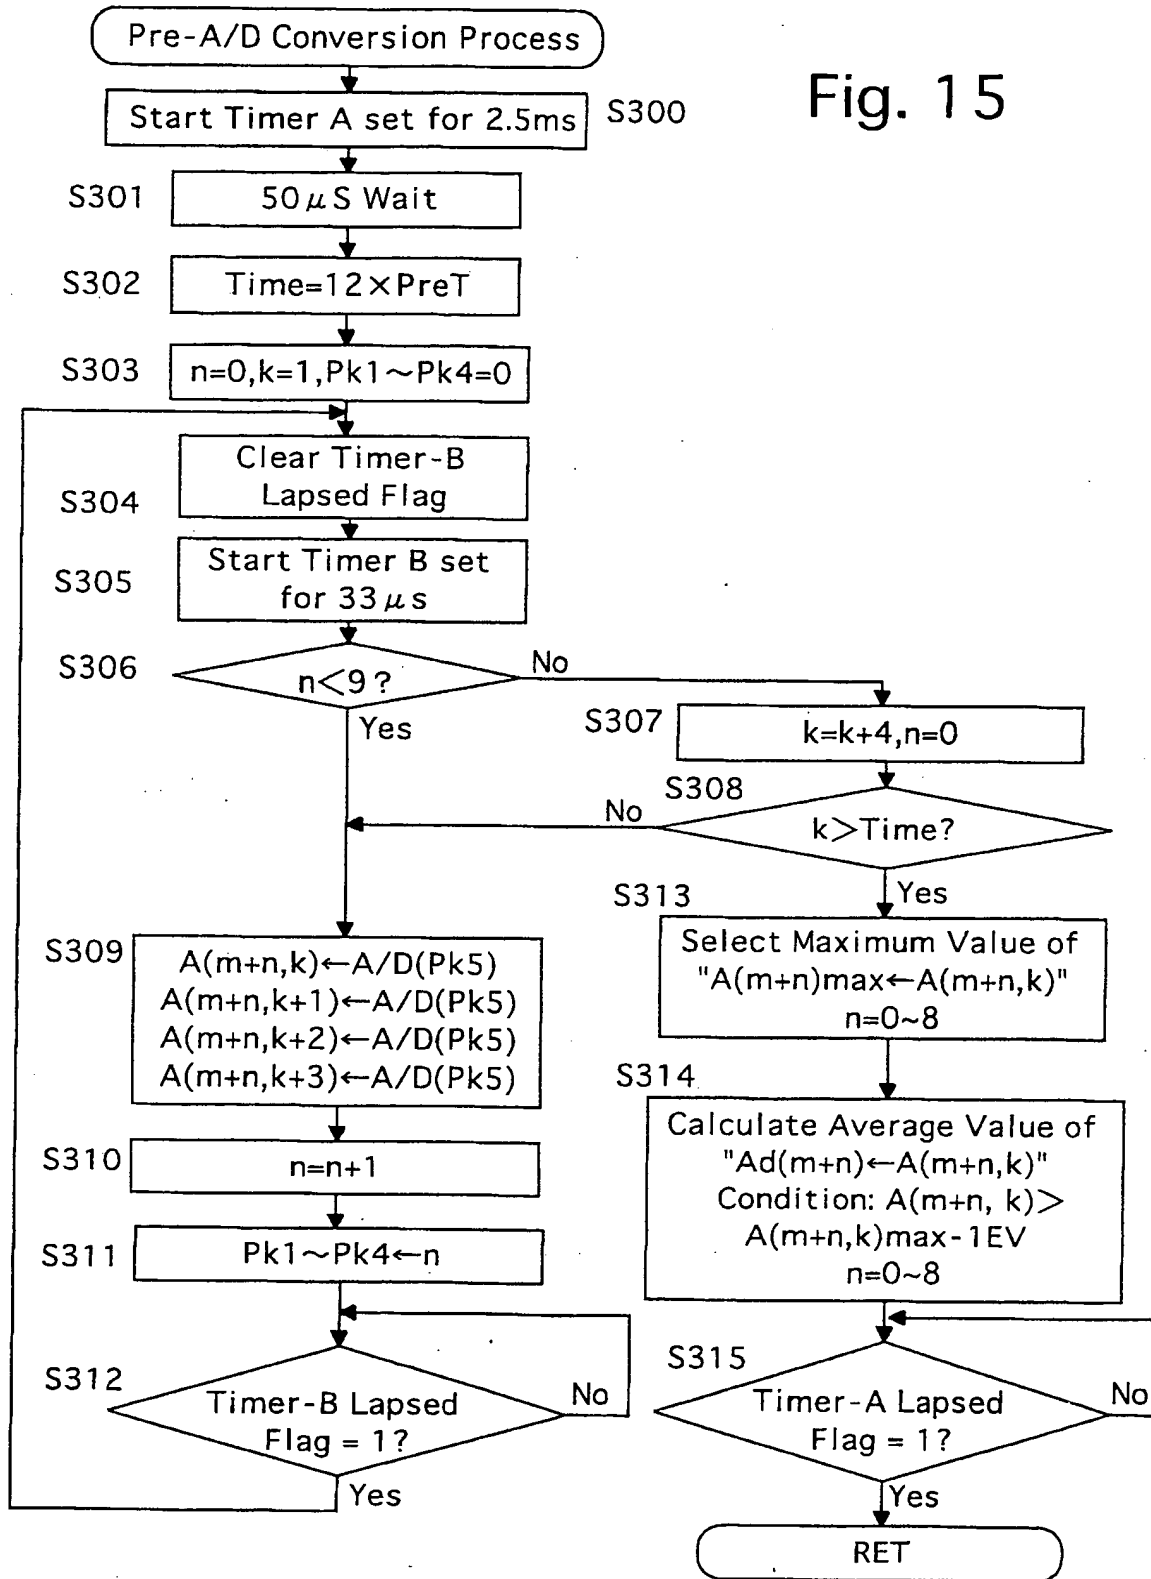 Pre-A/D Conversion Process
Fig. 15
Start Timer A set for 2.5ms
S300
S301
50μS Wait
S302
Time=12×PreT
S303
n=0,k=1,Pk1~Pk4=0
S304
Clear Timer-B
Lapsed Flag
S305
Start Timer B set
for 33μs
S306
n<9?
No
Yes
S307
k=k+4,n=0
S308
k>Time?
No
Yes
S309
A(m+n,k)←A/D(Pk5)
A(m+n,k+1)←A/D(Pk5)
A(m+n,k+2)←A/D(Pk5)
A(m+n,k+3)←A/D(Pk5)
S310
n=n+1
S311
Pk1~Pk4←n
S312
Timer-B Lapsed
Flag = 1?
No
Yes
S313
Select Maximum Value of
"A(m+n)max←A(m+n,k)"
n=0~8
S314
Calculate Average Value of
"Ad(m+n)←A(m+n,k)"
Condition: A(m+n, k)>
A(m+n,k)max-1EV
n=0~8
S315
Timer-A Lapsed
Flag = 1?
No
Yes
RET